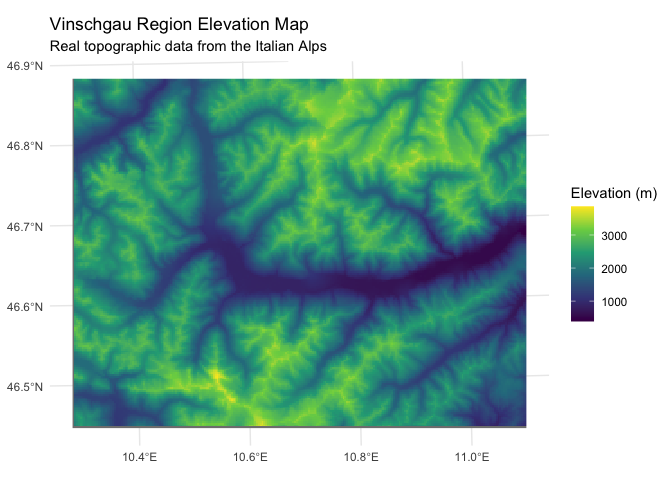 Vinschgau Region Elevation Map
Real topographic data from the Italian Alps
46.9°N
46.8°N
46.7°N
46.6°N
46.5°N
10.4°E
10.6°E
10.8°E
11.0°E
Elevation (m)
3000
2000
1000